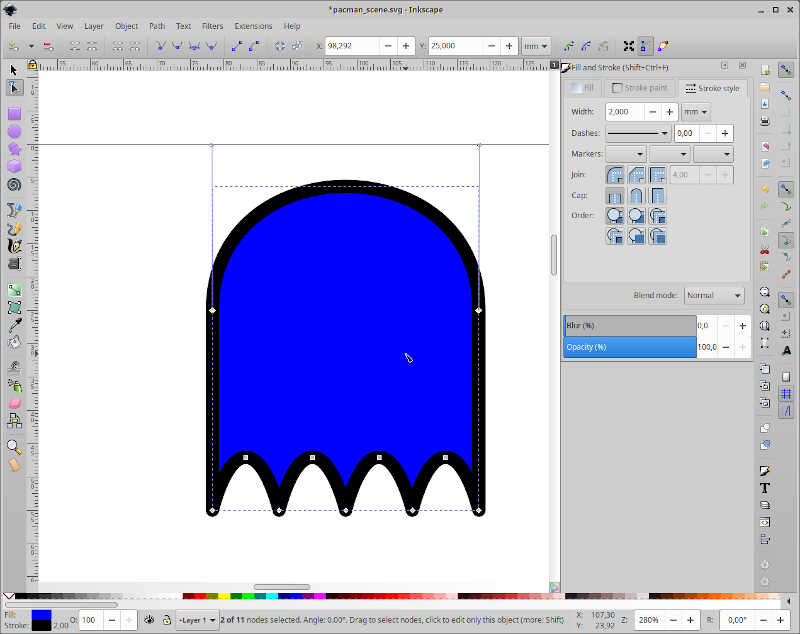 *pacman_scene.svg - Inkscape
File Edit View Layer Object Path Text Filters Extensions Help
X: 98,292 Y: 25,000 mm
Fill and Stroke (Shift+Ctrl+F)
Fill Stroke paint Stroke style
Width: 2,000 mm
Dashes: 0,00
Markers:
Join: 4,00
Cap:
Order:
Blend mode: Normal
Blur (%) 0,0
Opacity (%) 100,0
Fill: O: 100 Layer 1 2 of 11 nodes selected. Angle: 0.00°. Drag to select nodes, click to edit only this object (more: Shift) X: 107,30 Z: 280% R: 0,00°
Stroke: 2,00 Y: 23,92